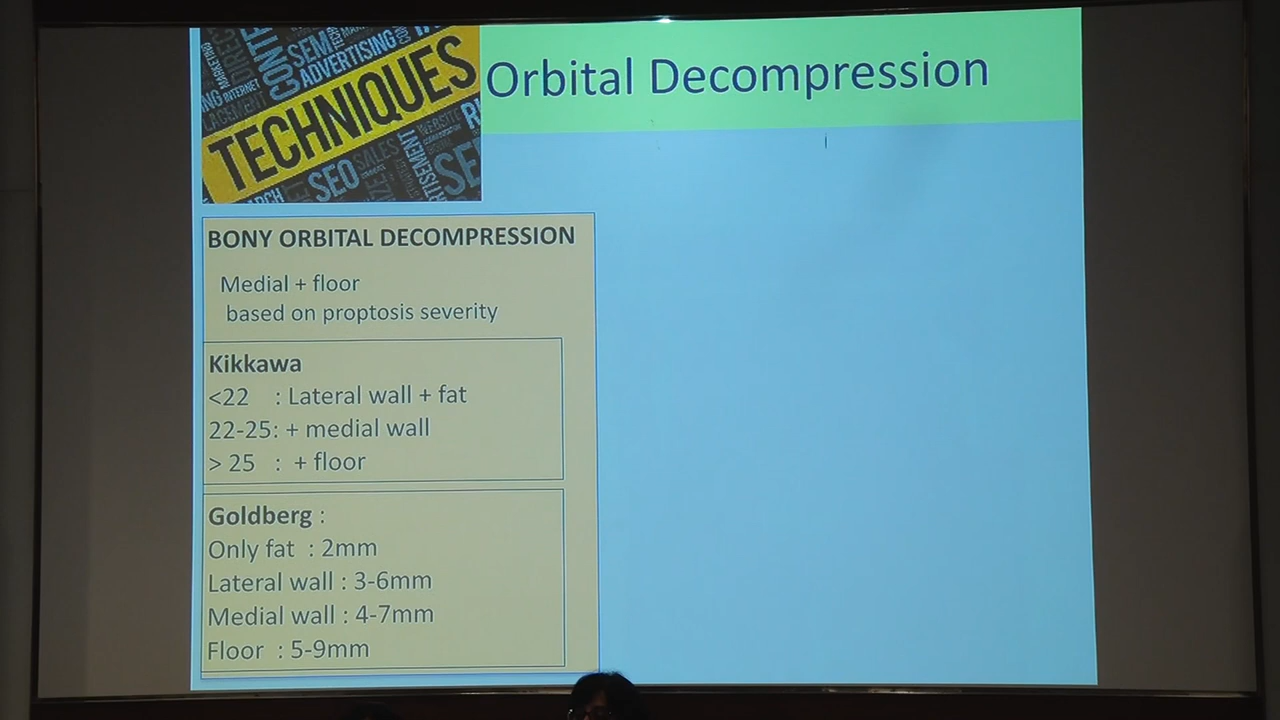 TECHNIQUES
ADVERTISING
MARKETING
INTERNET
SEO
SALES
Orbital Decompression
BONY ORBITAL DECOMPRESSION
Medial + floor
based on proptosis severity
Kikkawa
<22 : Lateral wall + fat
22-25: + medial wall
> 25 : + floor
Goldberg :
Only fat : 2mm
Lateral wall : 3-6mm
Medial wall : 4-7mm
Floor : 5-9mm